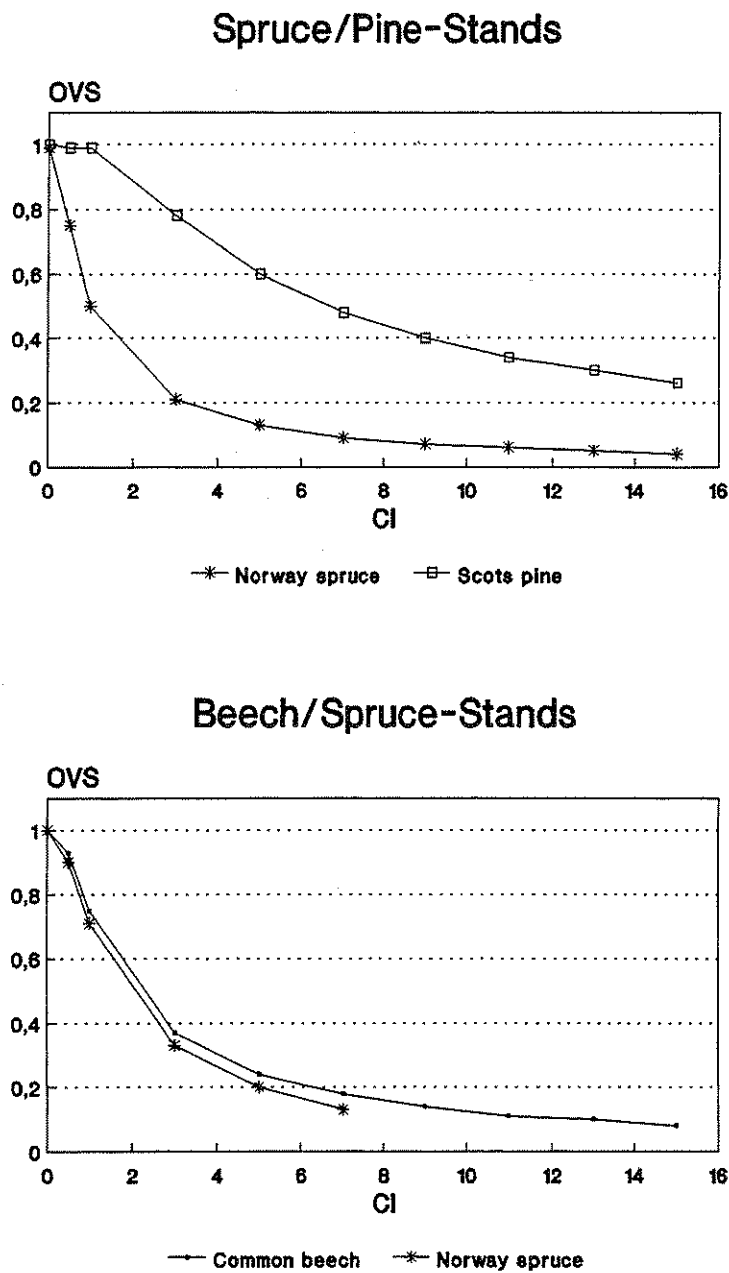 Spruce/Pine-Stands
OVS
1
0,8
0,6
0,4
0,2
0
0 2 4 6 8 10 12 14 16
CI
Norway spruce Scots pine
Beech/Spruce-Stands
OVS
1
0,8
0,6
0,4
0,2
0
0 2 4 6 8 10 12 14 16
CI
Common beech Norway spruce